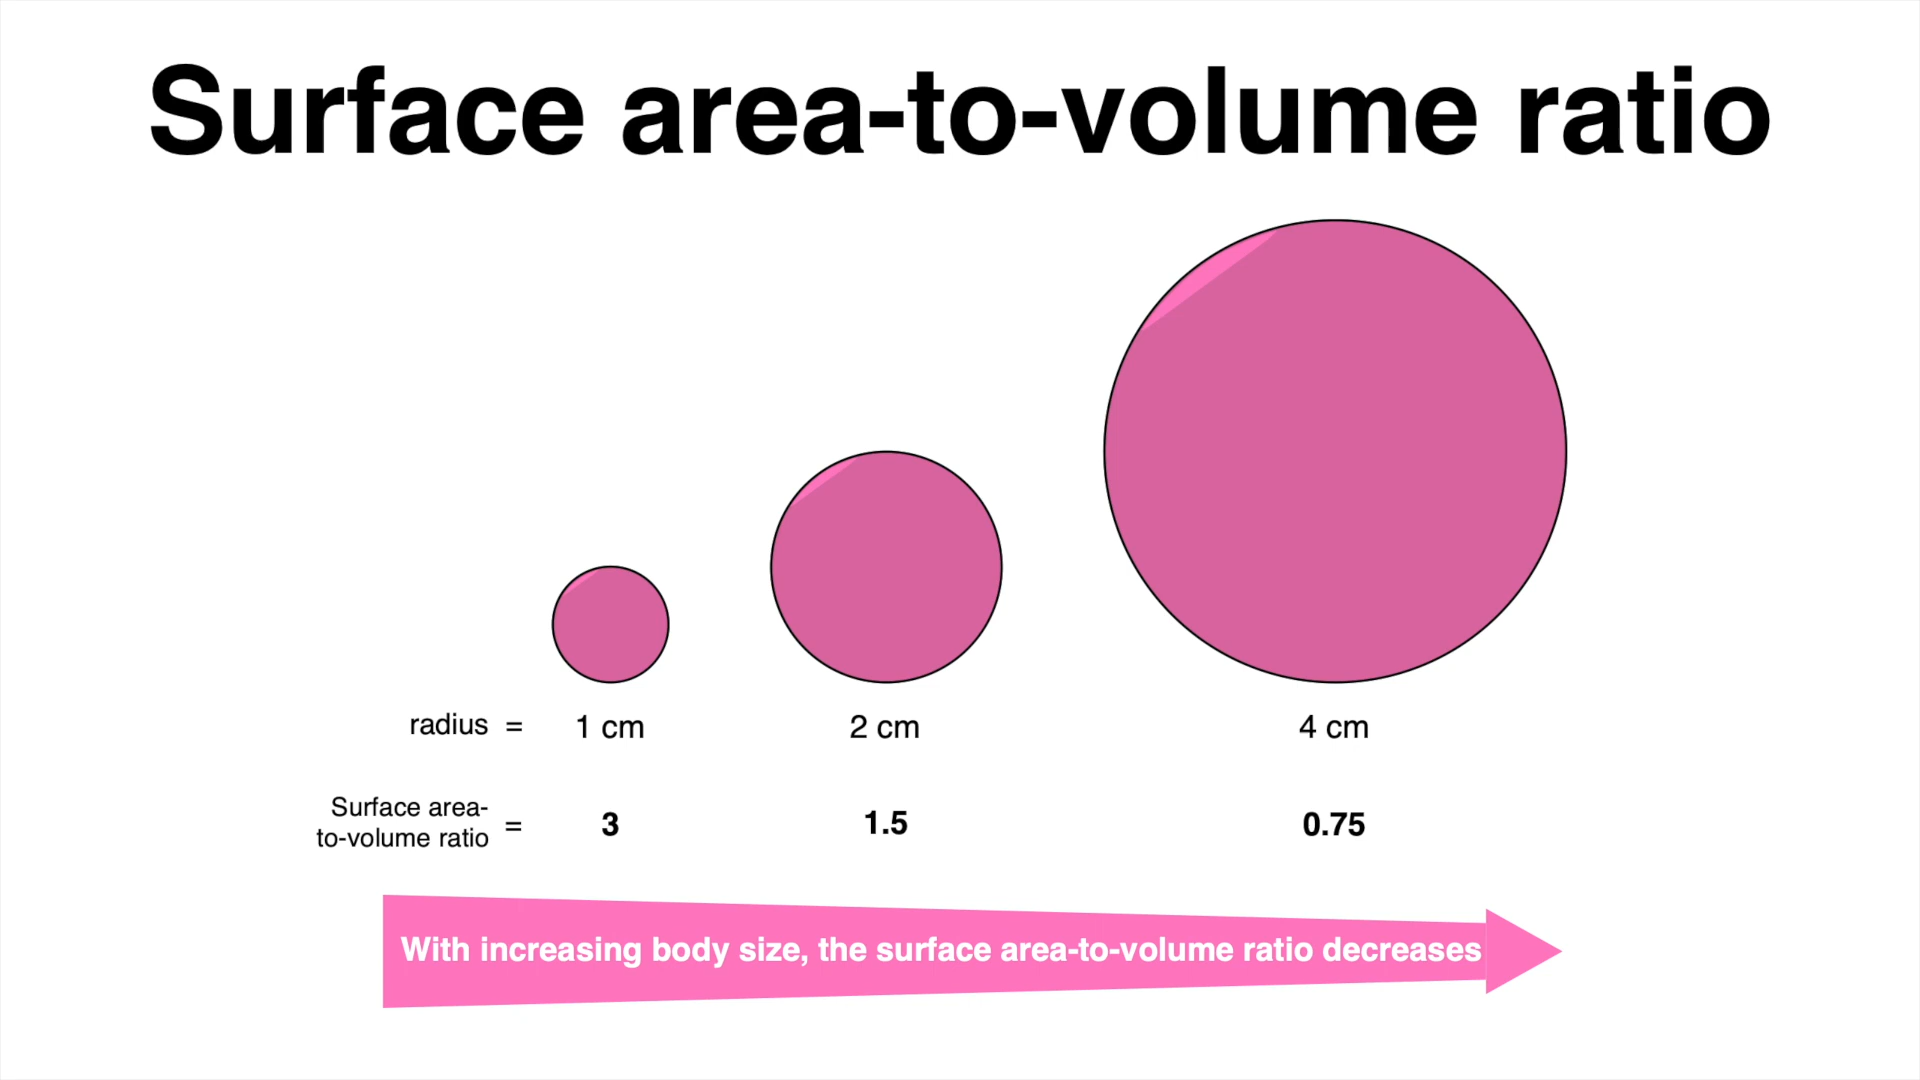 Surface area-to-volume ratio
radius = 1 cm 2 cm 4 cm
Surface area-
to-volume ratio = 3 1.5 0.75
With increasing body size, the surface area-to-volume ratio decreases